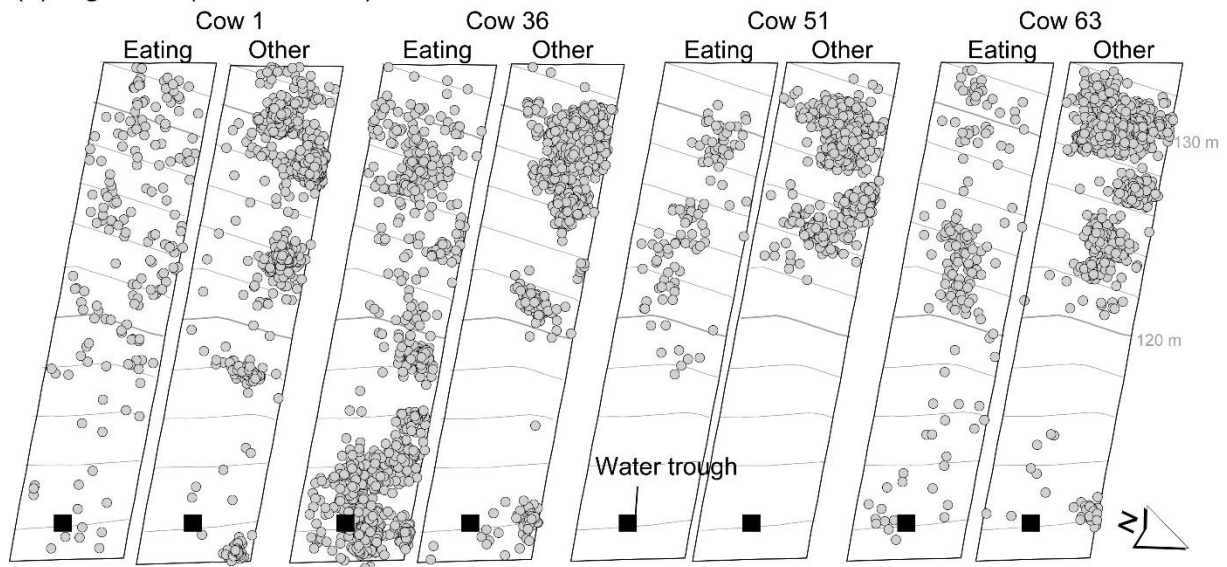 Cow 1 Cow 36 Cow 51 Cow 63
Eating Other Eating Other Eating Other Eating Other
130 m
120 m
Water trough
N